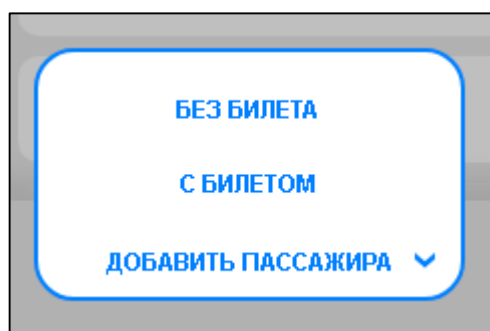 БЕЗ БИЛЕТА
С БИЛЕТОМ
ДОБАВИТЬ ПАССАЖИРА